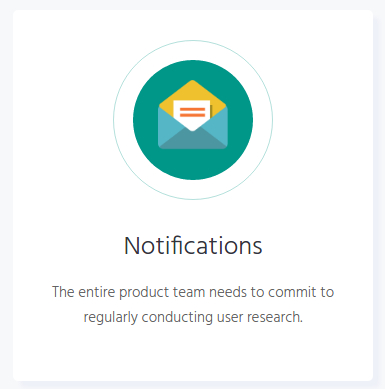 Notifications
The entire product team needs to commit to
regularly conducting user research.